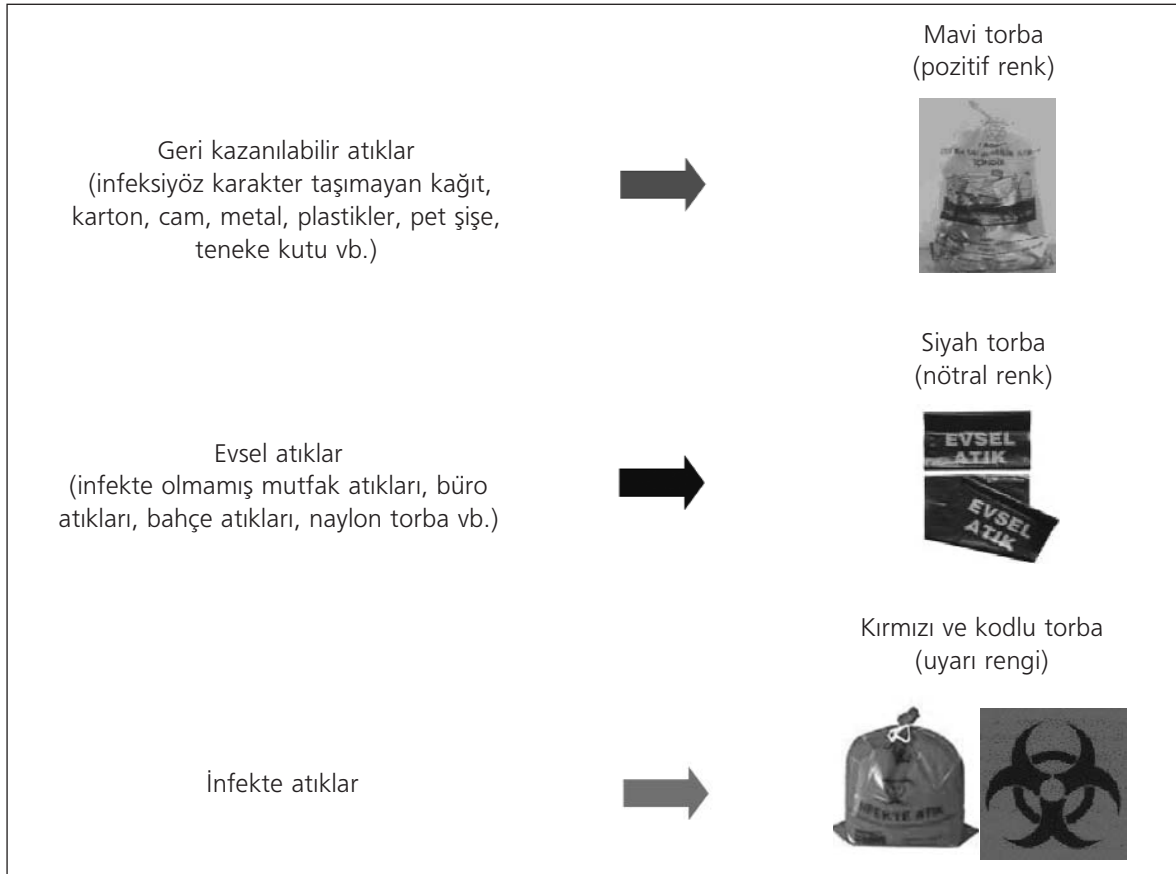 Mavi torba
(pozitif renk)
Geri kazanılabilir atıklar
(infeksiyöz karakter taşımayan kağıt,
karton, cam, metal, plastikler, pet şişe,
teneke kutu vb.)
Siyah torba
(nötral renk)
EVSEL
ATIK
EVSEL
ATIK
Evsel atıklar
(infekte olmamış mutfak atıkları, büro
atıkları, bahçe atıkları, naylon torba vb.)
Kırmızı ve kodlu torba
(uyarı rengi)
İnfekte atıklar
İNFEKTE ATIK